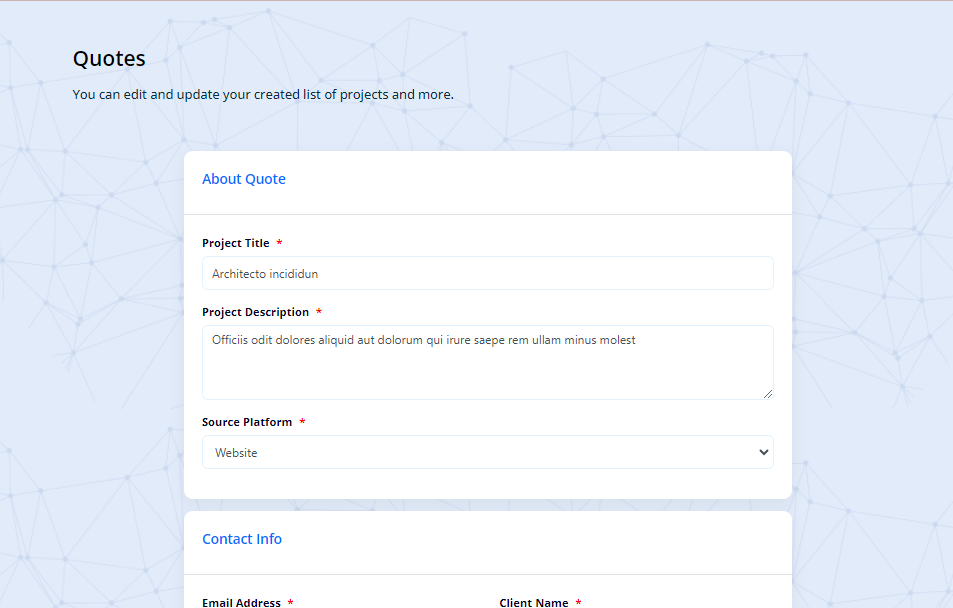 Quotes
You can edit and update your created list of projects and more.
About Quote
Project Title *
Architecto incididun
Project Description *
Officiis odit dolores aliquid aut dolorum qui irure saepe rem ullam minus molest
Source Platform *
Website
Contact Info
Email Address * Client Name *